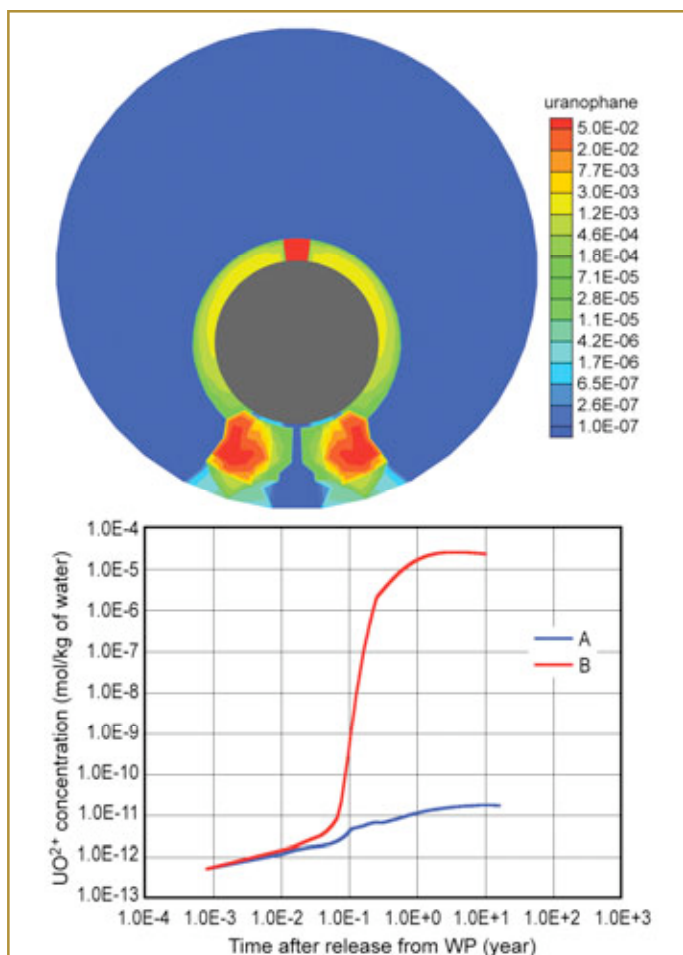 uranophane
5.0E-02
2.0E-02
7.7E-03
3.0E-03
1.2E-03
4.6E-04
1.8E-04
7.1E-05
2.8E-05
1.1E-05
4.2E-06
1.7E-06
6.5E-07
2.6E-07
1.0E-07
UO²⁺ concentration (mol/kg of water)
1.0E-4
1.0E-5
1.0E-6
1.0E-7
1.0E-8
1.0E-9
1.0E-10
1.0E-11
1.0E-12
1.0E-13
A
B
1.0E-4 1.0E-3 1.0E-2 1.0E-1 1.0E+0 1.0E+1 1.0E+2 1.0E+3
Time after release from WP (year)